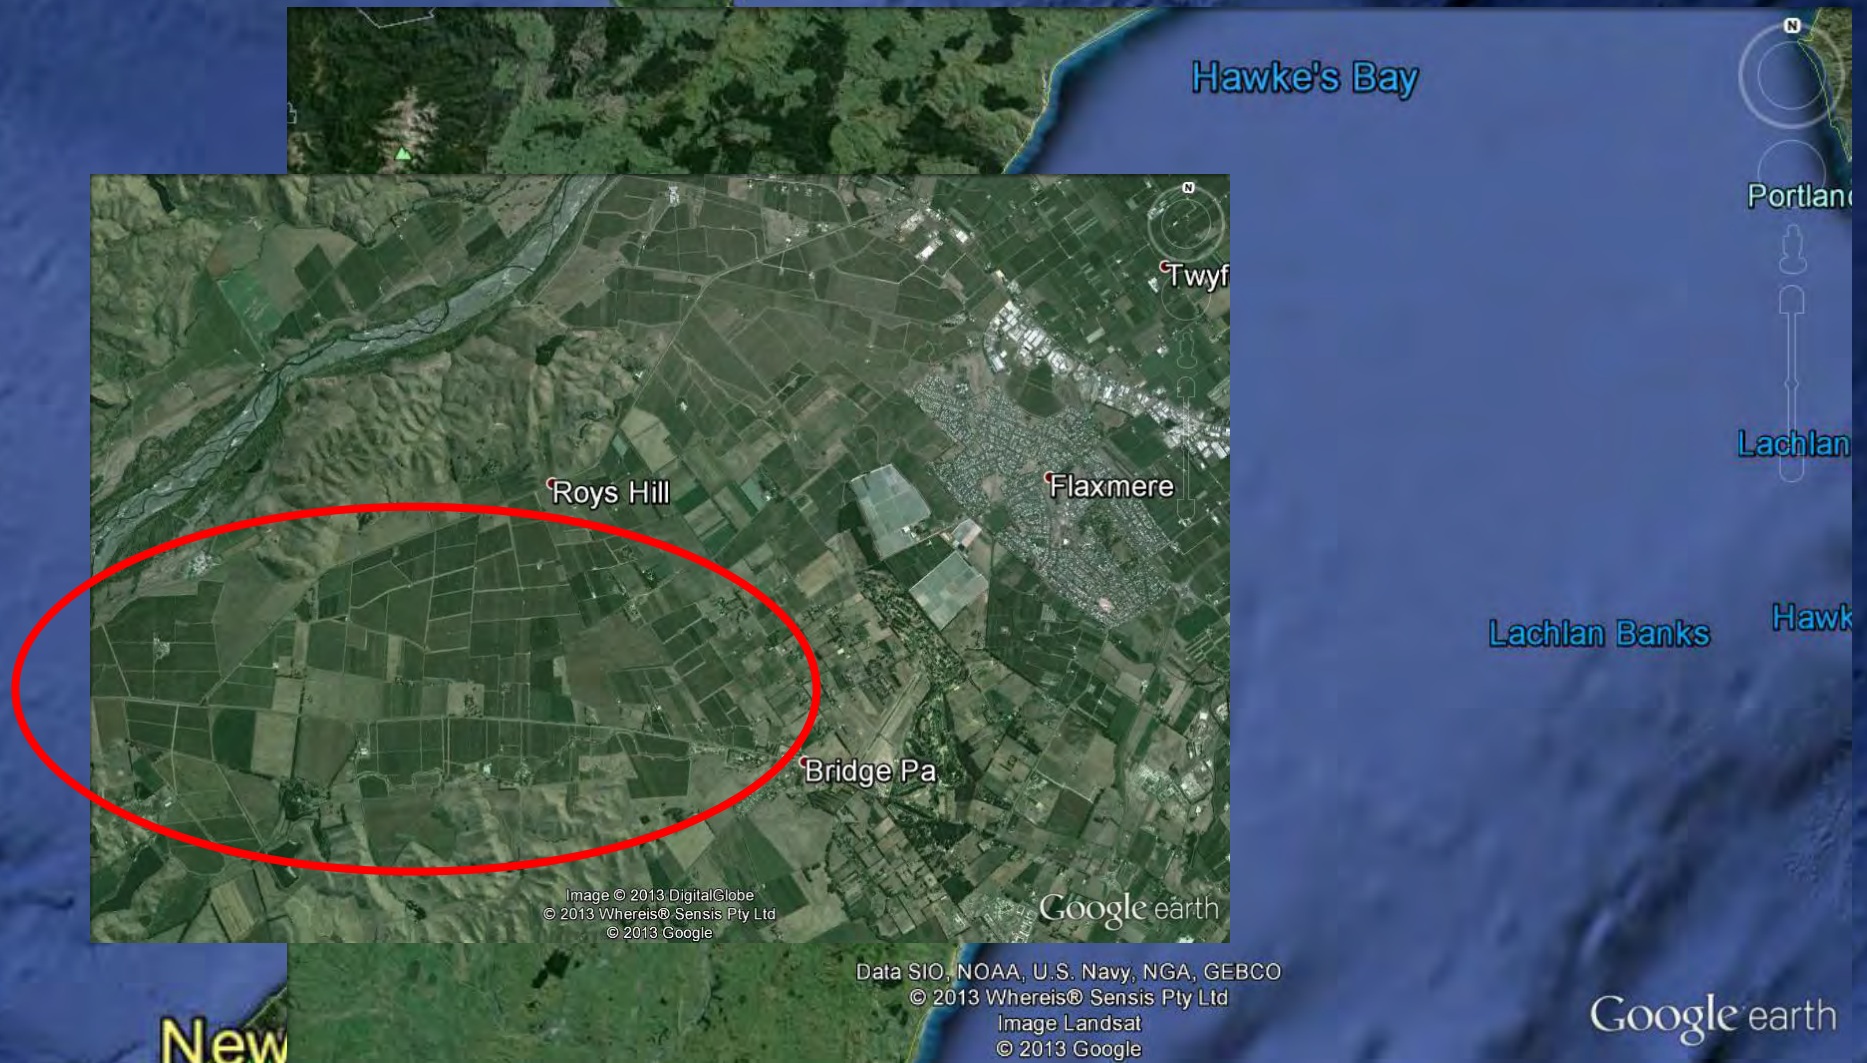 N
Hawke's Bay
Portlan
N
Twyf
Lachlan
Roys Hill
Flaxmere
Hawk
Lachlan Banks
Bridge Pa
Image © 2013 DigitalGlobe
© 2013 Whereis® Sensis Pty Ltd
© 2013 Google
Google earth
Data SIO, NOAA, U.S. Navy, NGA, GEBCO
© 2013 Whereis® Sensis Pty Ltd
Image Landsat
© 2013 Google
Google earth
New